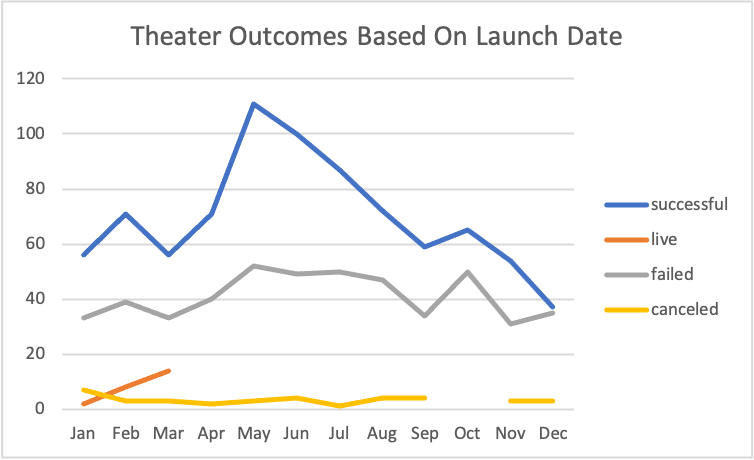 Theater Outcomes Based On Launch Date
120
100
80
60
40
20
0
Jan Feb Mar Apr May Jun Jul Aug Sep Oct Nov Dec
successful
live
failed
canceled